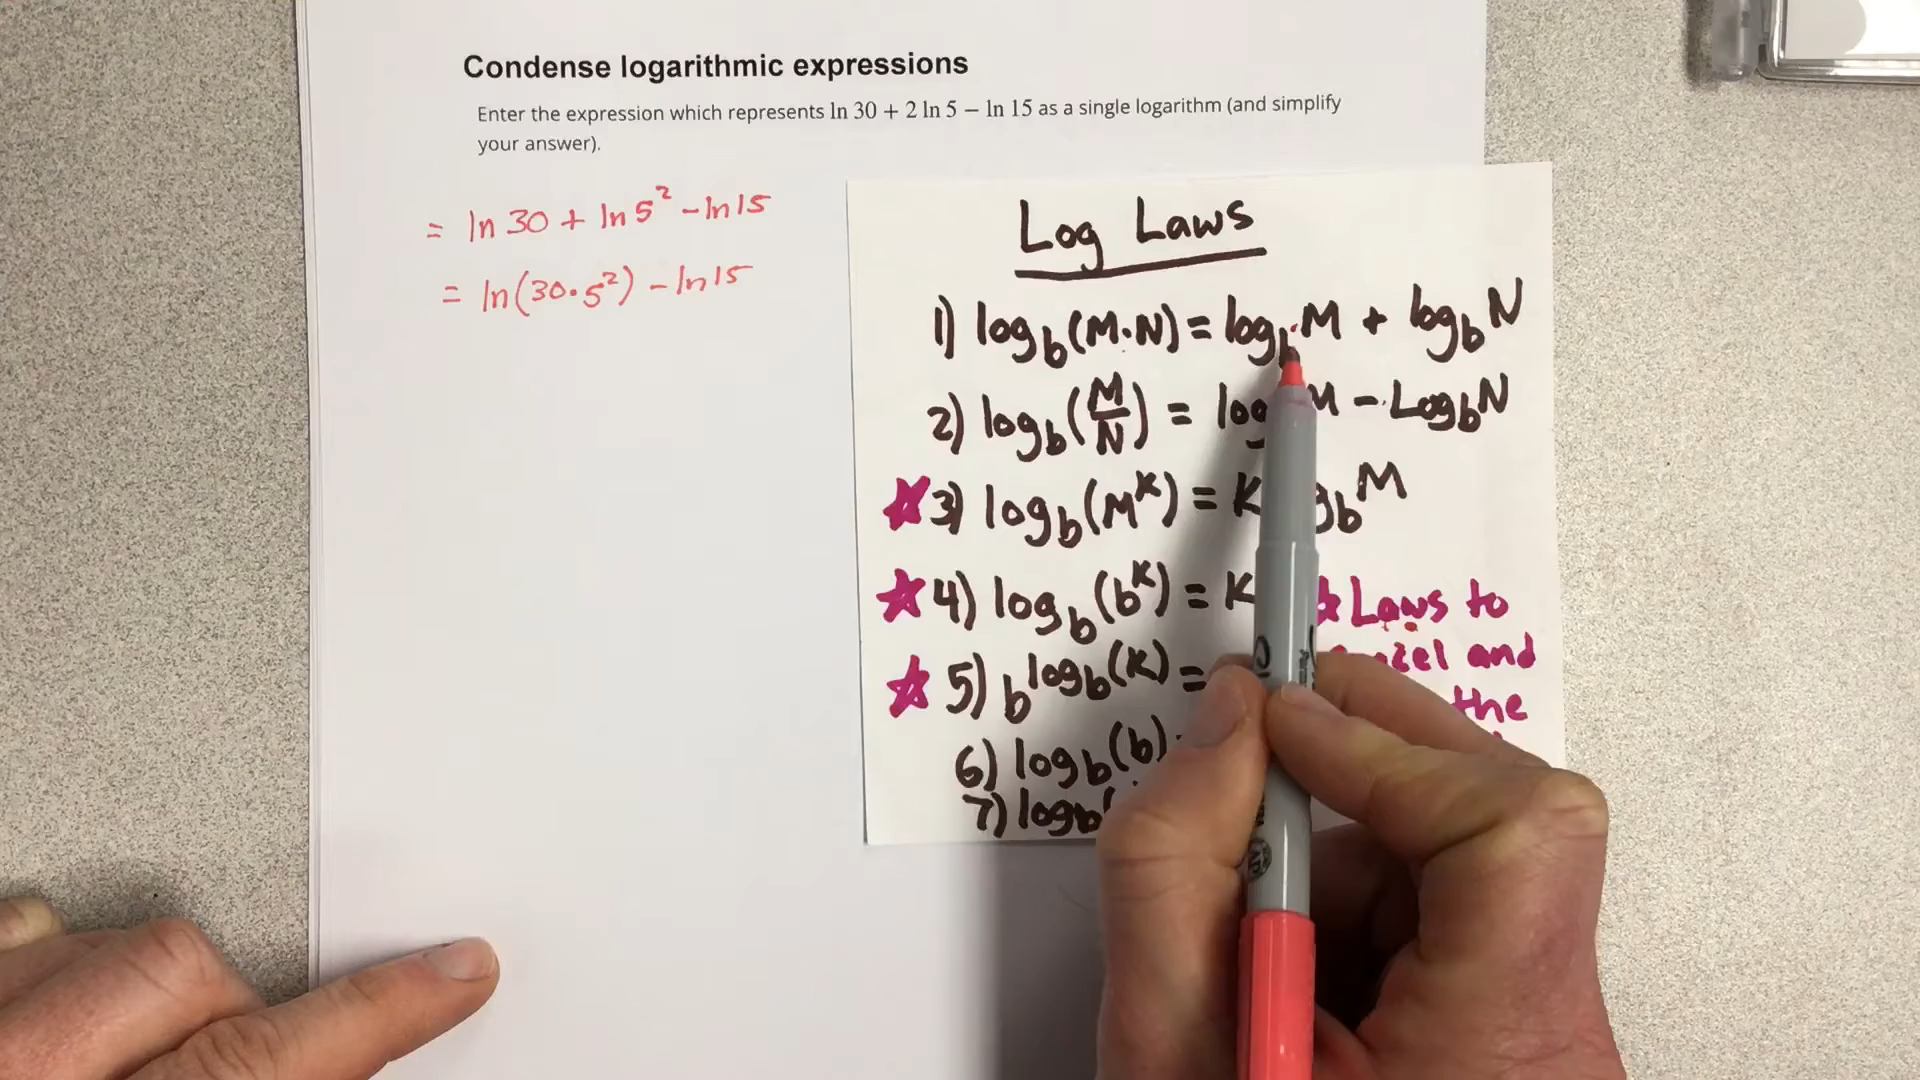 Condense logarithmic expressions
Enter the expression which represents ln 30 + 2 ln 5 − ln 15 as a single logarithm (and simplify
your answer).
= ln 30 + ln 5² - ln 15
= ln(30·5²) - ln 15
Log Laws
1) log_b(M·N) = log_b M + log_b N
2) log_b(M/N) = log M - Log_b N
3) log_b(M^K) = K g_b M
4) log_b(b^K) = K
5) b^log_b(K) =
6) log_b(b)
7) log_b(
Laws to
and
the